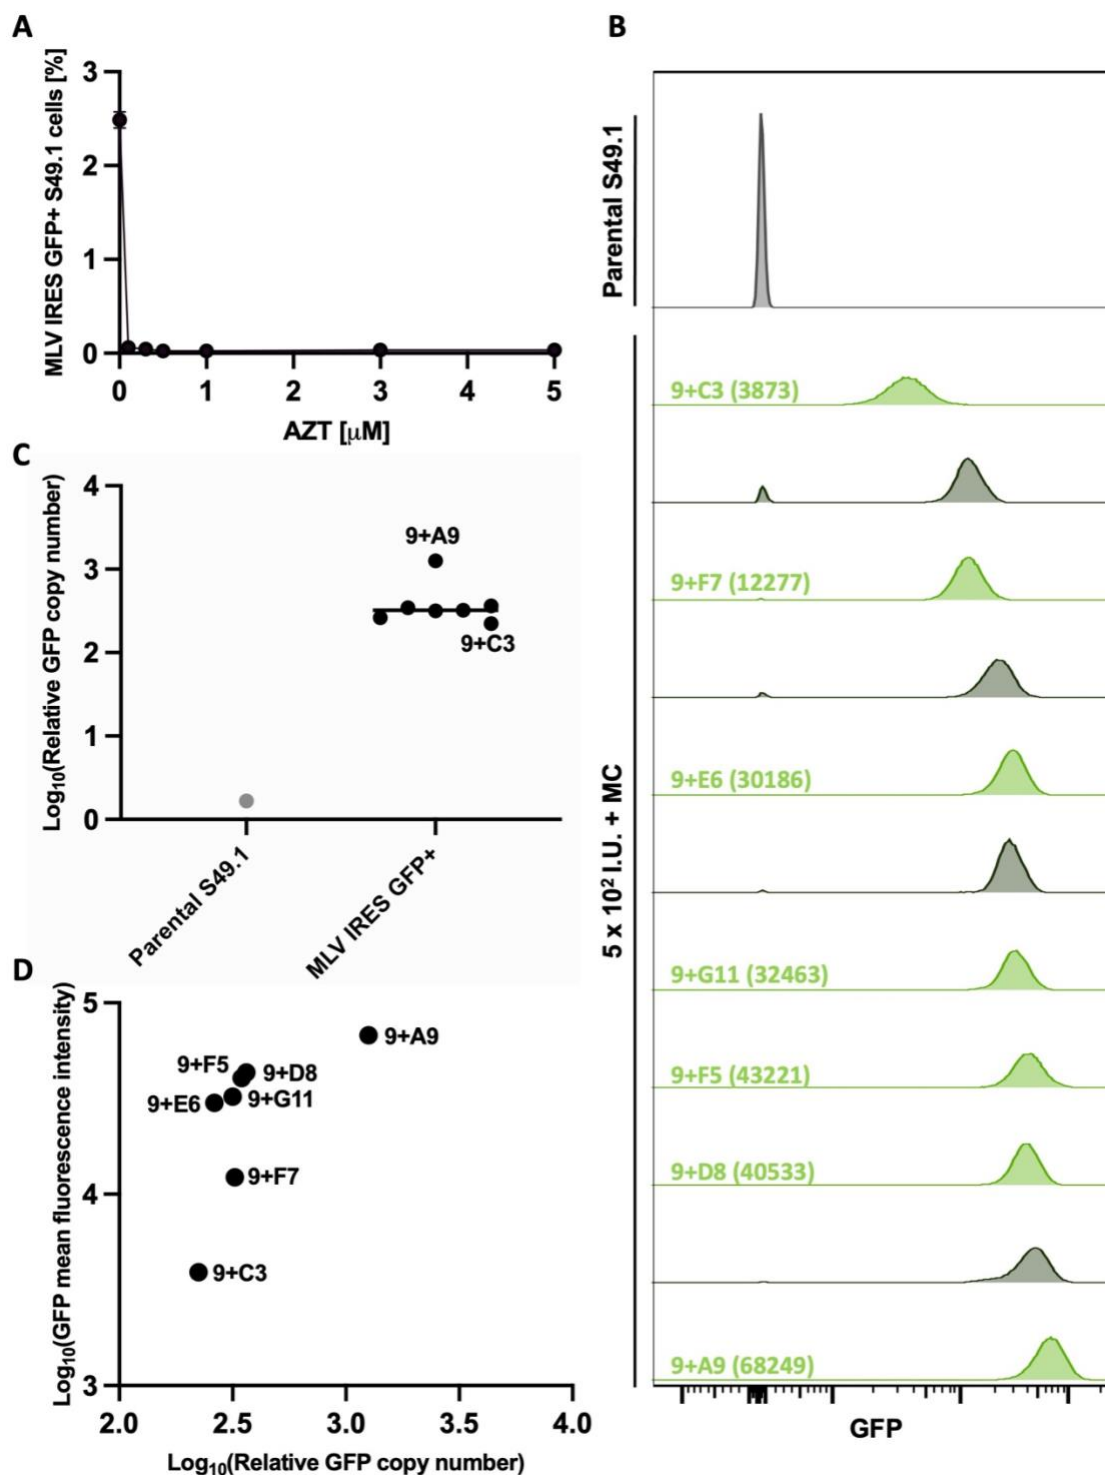 A
MLV IRES GFP+ S49.1 cells [%]
3
2
1
0
0 1 2 3 4 5
AZT [μM]
B
Parental S49.1
5 x 10² I.U. + MC
9+C3 (3873)
9+F7 (12277)
9+E6 (30186)
9+G11 (32463)
9+F5 (43221)
9+D8 (40533)
9+A9 (68249)
GFP
C
Log₁₀(Relative GFP copy number)
4
3
2
1
0
9+A9
9+C3
Parental S49.1
MLV IRES GFP+
D
Log₁₀(GFP mean fluorescence intensity)
5
4
3
9+A9
9+F5
9+D8
9+E6
9+G11
9+F7
9+C3
2.0 2.5 3.0 3.5 4.0
Log₁₀(Relative GFP copy number)